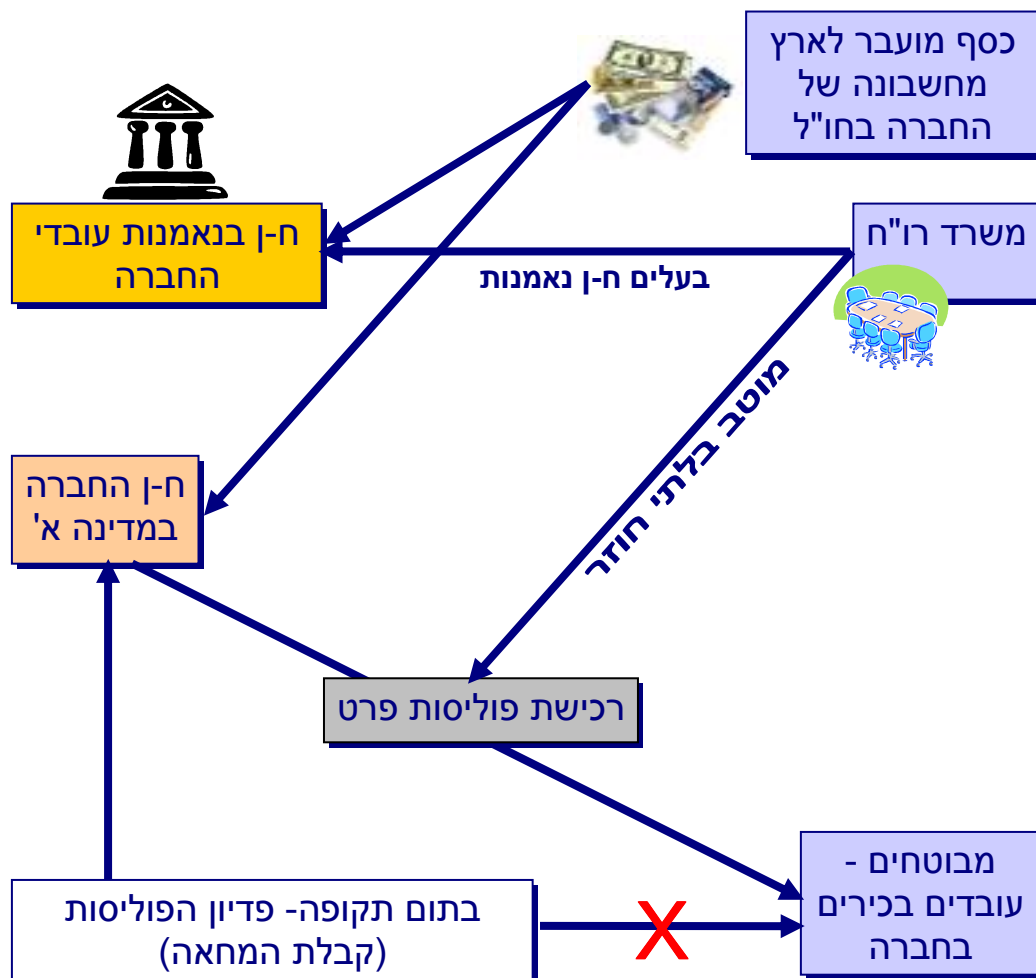 כסף מועבר לארץ
מחשבונה של
החברה בחו"ל
ח-ן בנאמנות עובדי
החברה
משרד רו"ח
בעלים ח-ן נאמנות
מוטב בלתי חוזר
ח-ן החברה
במדינה א'
רכישת פוליסות פרט
מבוטחים -
עובדים בכירים
בחברה
בתום תקופה- פדיון הפוליסות
(קבלת המחאה)
X